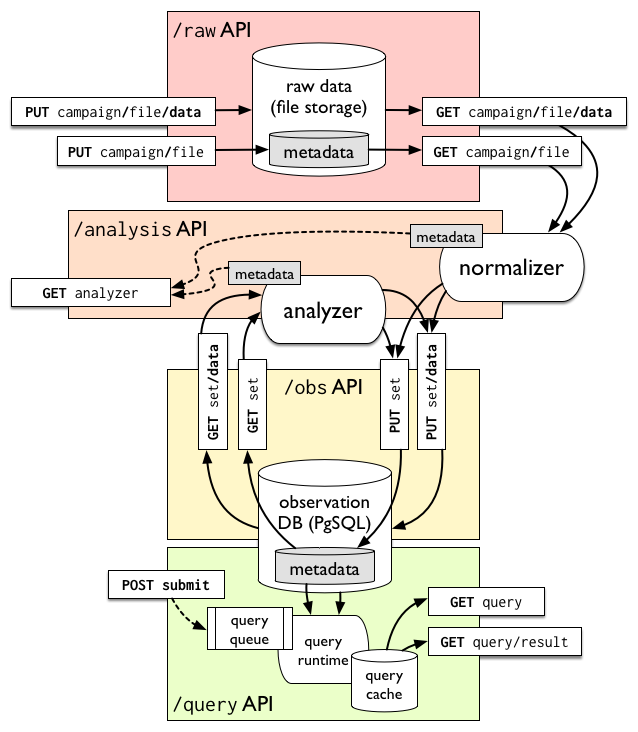 /raw API
raw data
(file storage)
PUT campaign/file/data
GET campaign/file/data
PUT campaign/file
metadata
GET campaign/file
/analysis API
metadata
normalizer
metadata
GET analyzer
analyzer
GET set/data
GET set
/obs API
PUT set
PUT set/data
observation
DB (PgSQL)
metadata
POST submit
GET query
query
queue
query
runtime
GET query/result
query
cache
/query API